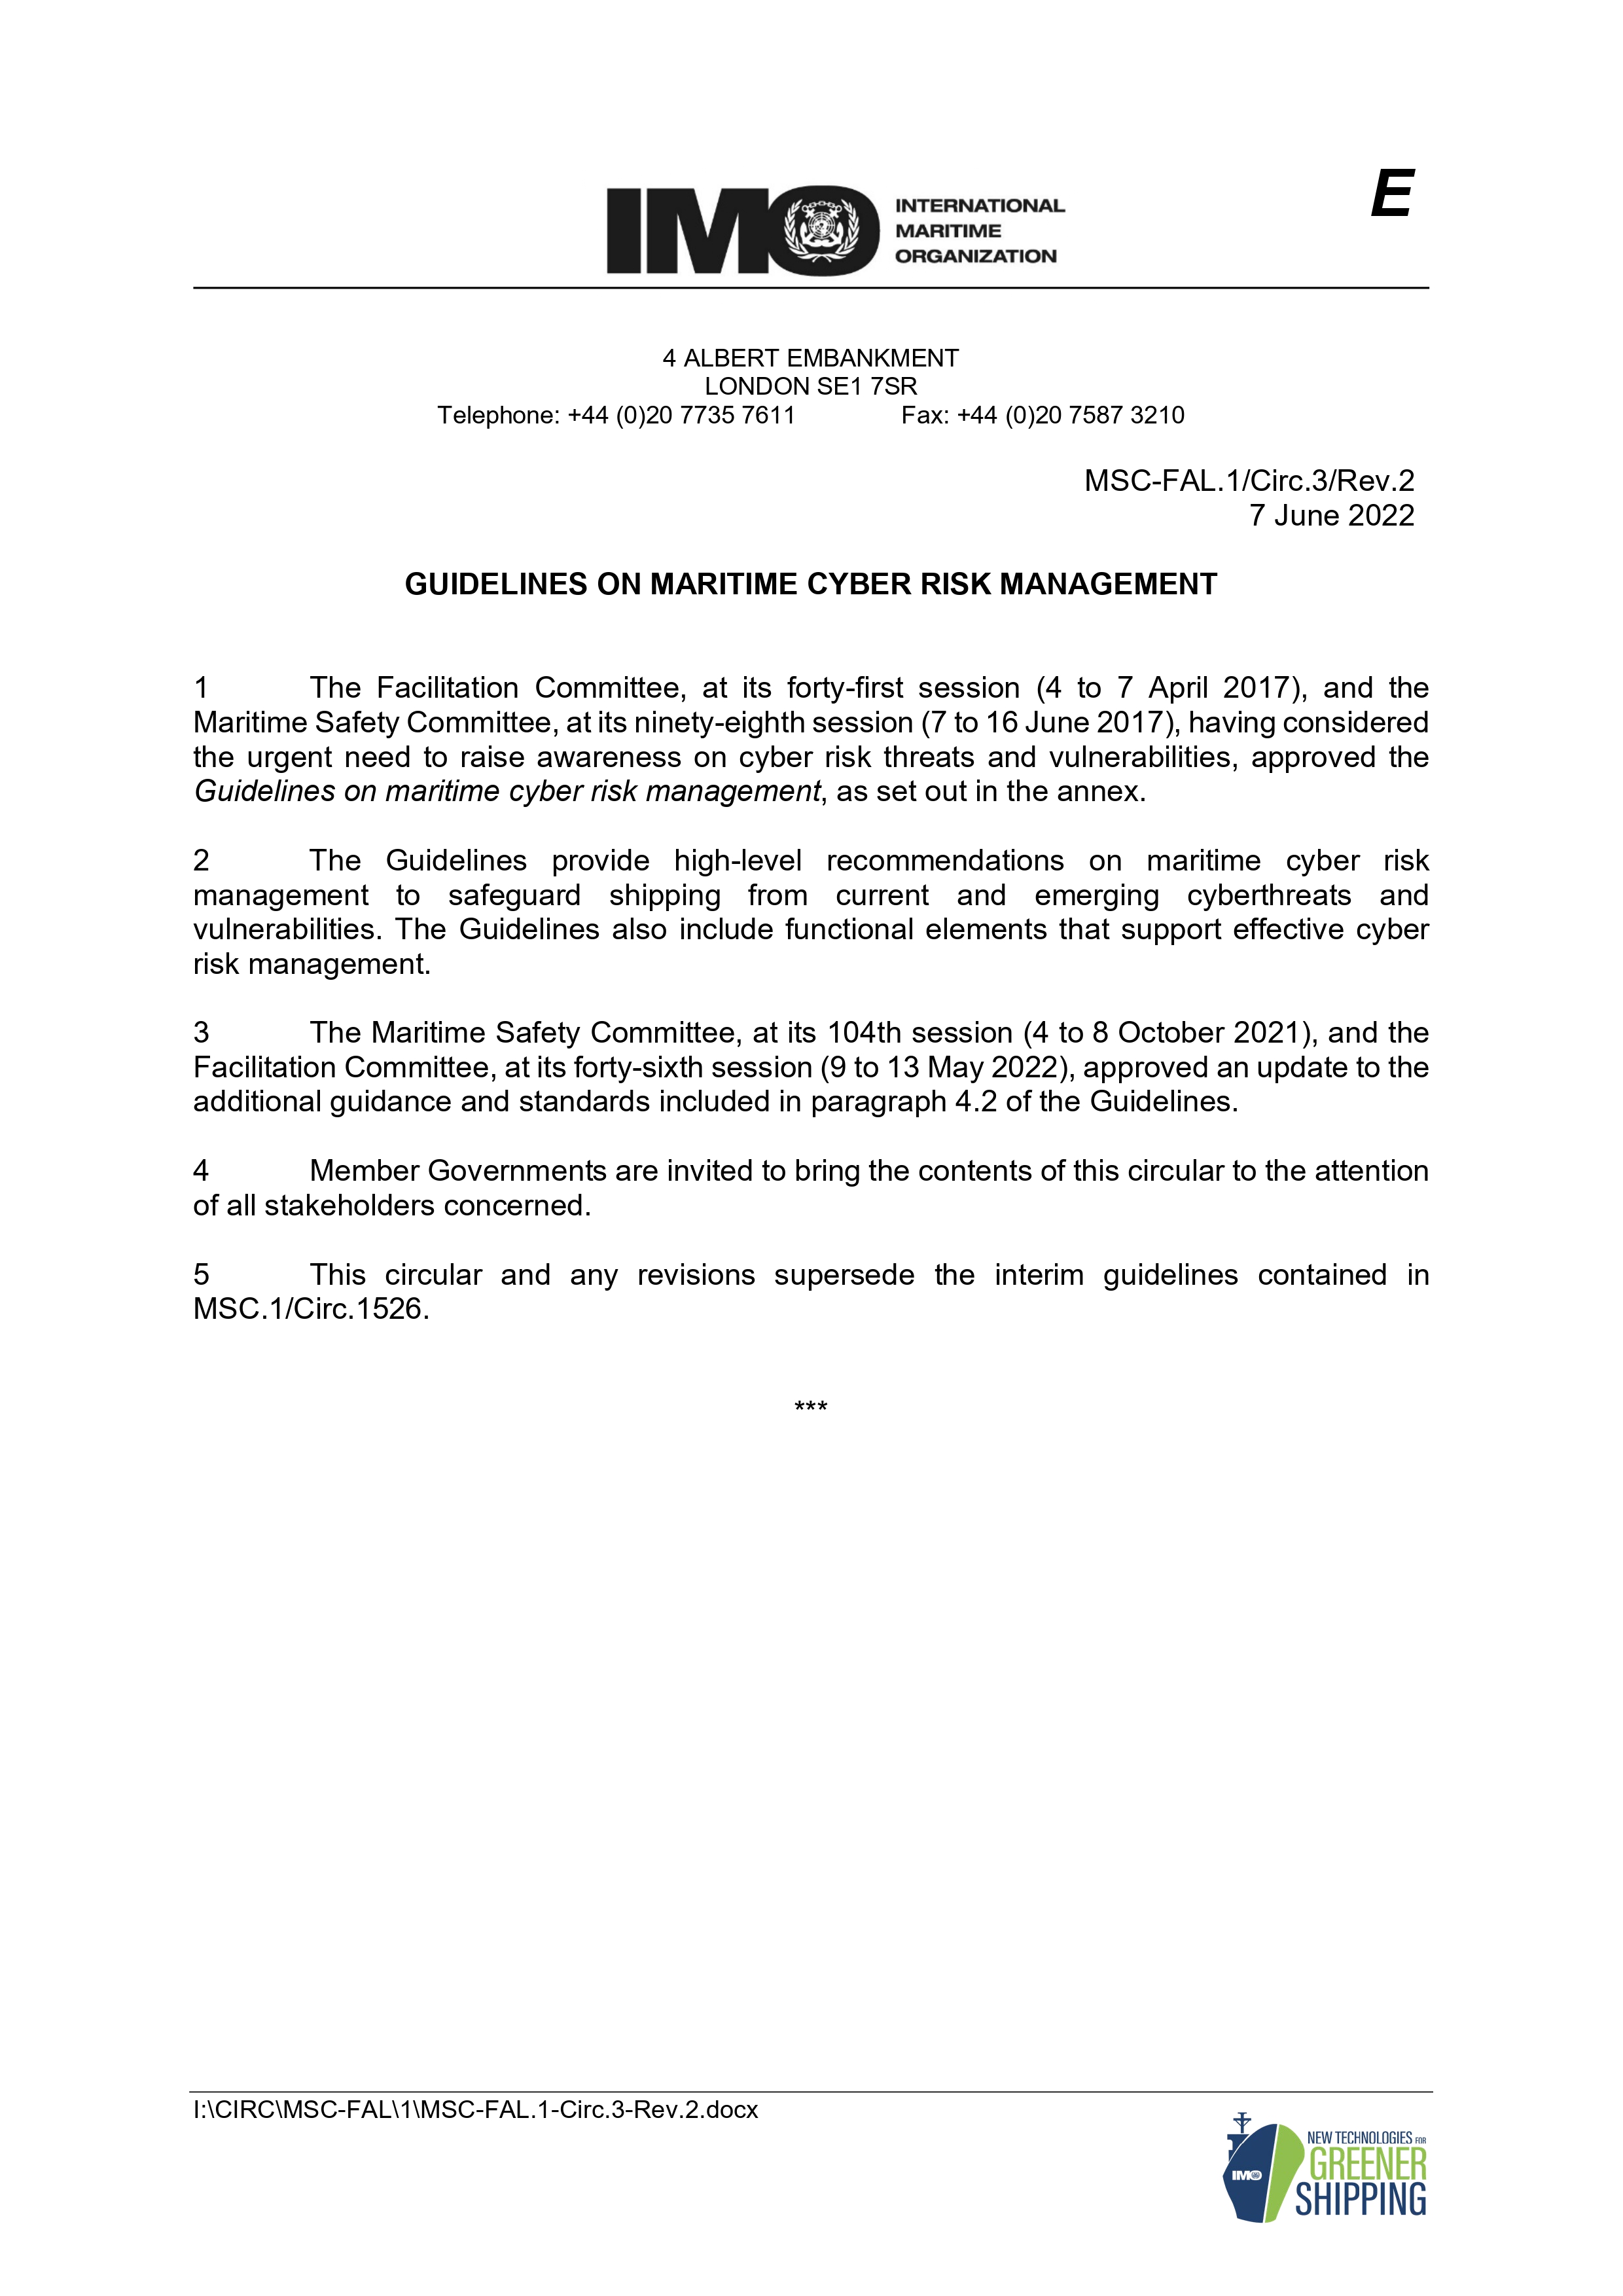 E
IMO
INTERNATIONAL
MARITIME
ORGANIZATION
4 ALBERT EMBANKMENT
LONDON SE1 7SR
Telephone: +44 (0)20 7735 7611 Fax: +44 (0)20 7587 3210
MSC-FAL.1/Circ.3/Rev.2
7 June 2022
GUIDELINES ON MARITIME CYBER RISK MANAGEMENT
1 The Facilitation Committee, at its forty-first session (4 to 7 April 2017), and the
Maritime Safety Committee, at its ninety-eighth session (7 to 16 June 2017), having considered
the urgent need to raise awareness on cyber risk threats and vulnerabilities, approved the
Guidelines on maritime cyber risk management, as set out in the annex.
2 The Guidelines provide high-level recommendations on maritime cyber risk
management to safeguard shipping from current and emerging cyberthreats and
vulnerabilities. The Guidelines also include functional elements that support effective cyber
risk management.
3 The Maritime Safety Committee, at its 104th session (4 to 8 October 2021), and the
Facilitation Committee, at its forty-sixth session (9 to 13 May 2022), approved an update to the
additional guidance and standards included in paragraph 4.2 of the Guidelines.
4 Member Governments are invited to bring the contents of this circular to the attention
of all stakeholders concerned.
5 This circular and any revisions supersede the interim guidelines contained in
MSC.1/Circ.1526.
***
I:\CIRC\MSC-FAL\1\MSC-FAL.1-Circ.3-Rev.2.docx
IMO
NEW TECHNOLOGIES FOR
GREENER
SHIPPING